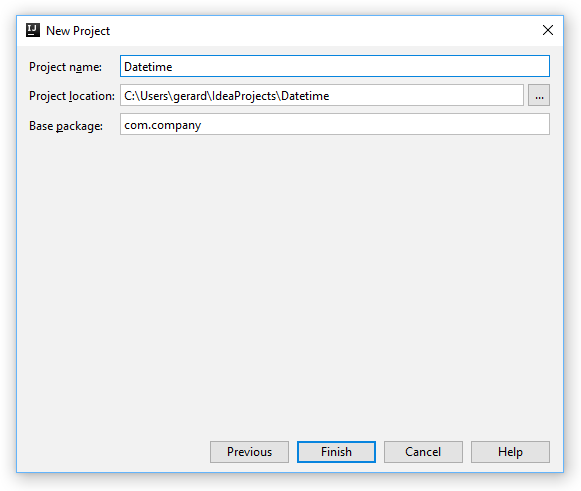 New Project
Project name: Datetime
Project location: C:\Users\gerard\IdeaProjects\Datetime ...
Base package: com.company
Previous Finish Cancel Help